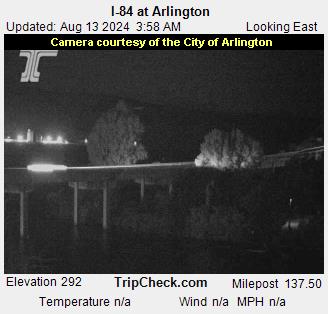 I-84 at Arlington
Updated: Aug 13 2024 3:58 AM Looking East
Camera courtesy of the City of Arlington
Elevation 292 TripCheck.com Milepost 137.50
Temperature n/a Wind n/a MPH n/a